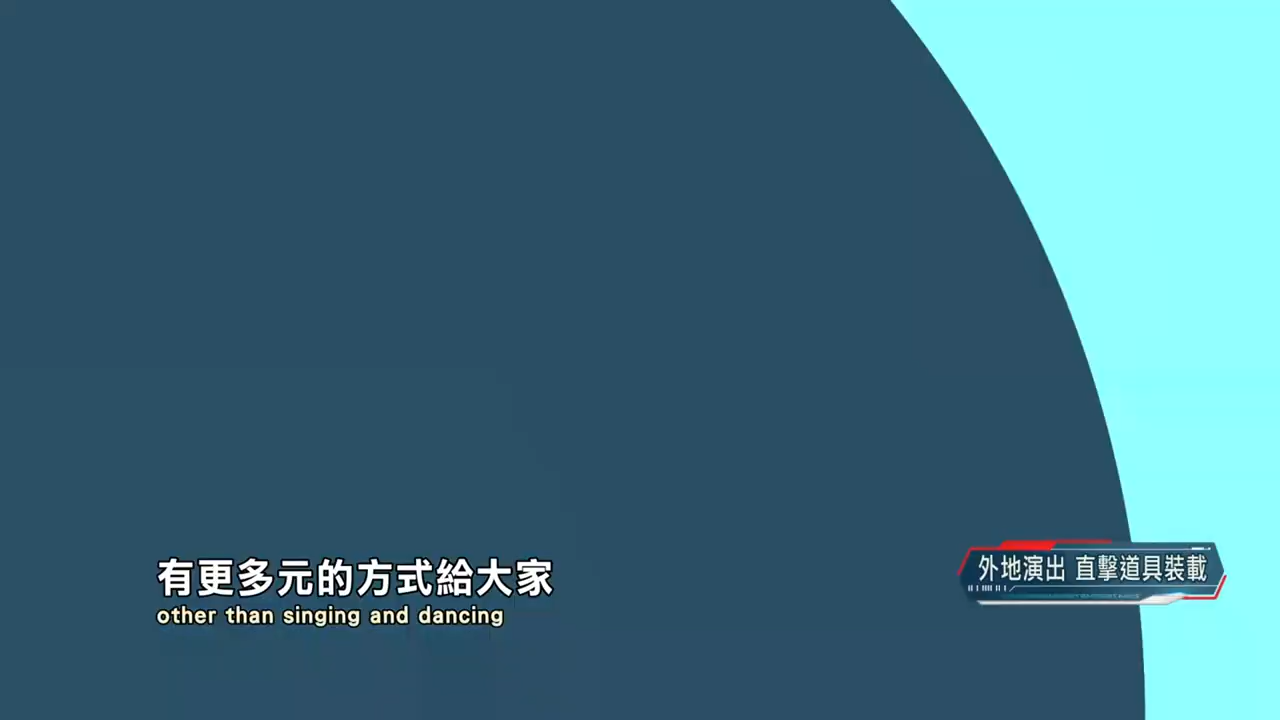 有更多元的方式給大家
other than singing and dancing
外地演出 直擊道具裝載